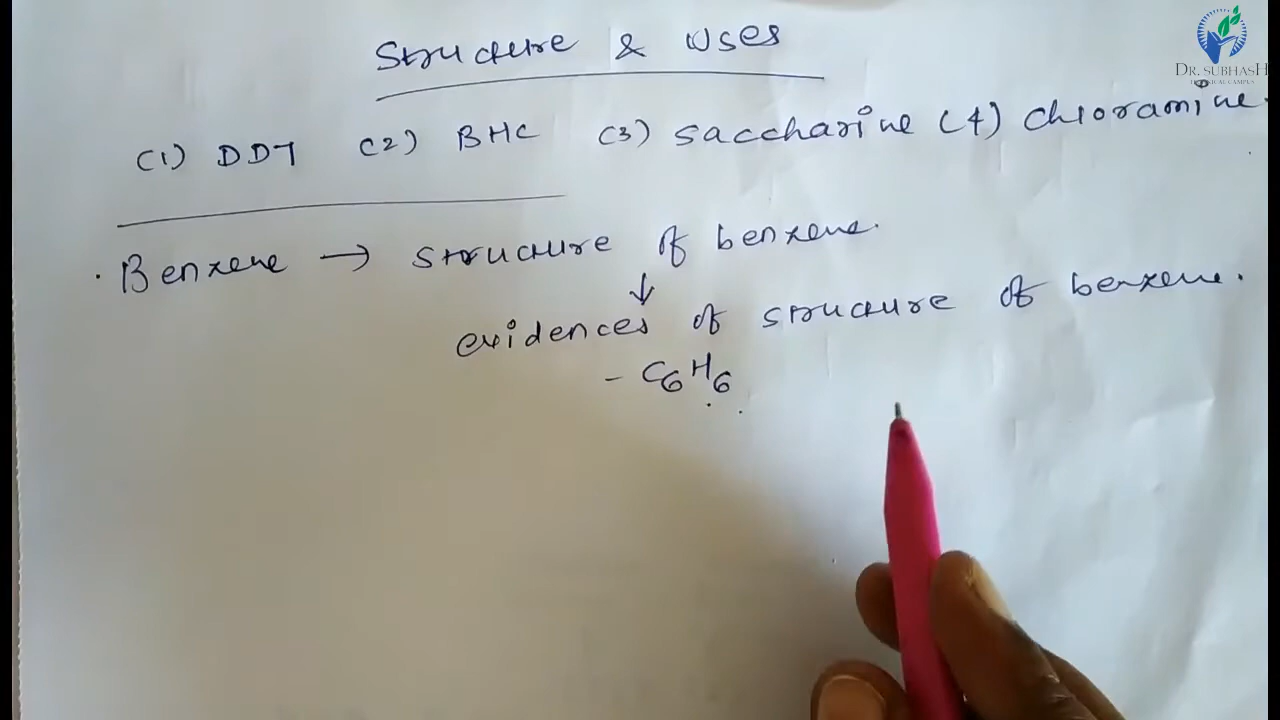 Structure & Uses
DR. SUBHASH
(1) DDT (2) BHC (3) Saccharine (4) Chloramine.
· Benzene → structure of benzene.
↓
evidences of structure of benzene.
- C6H6